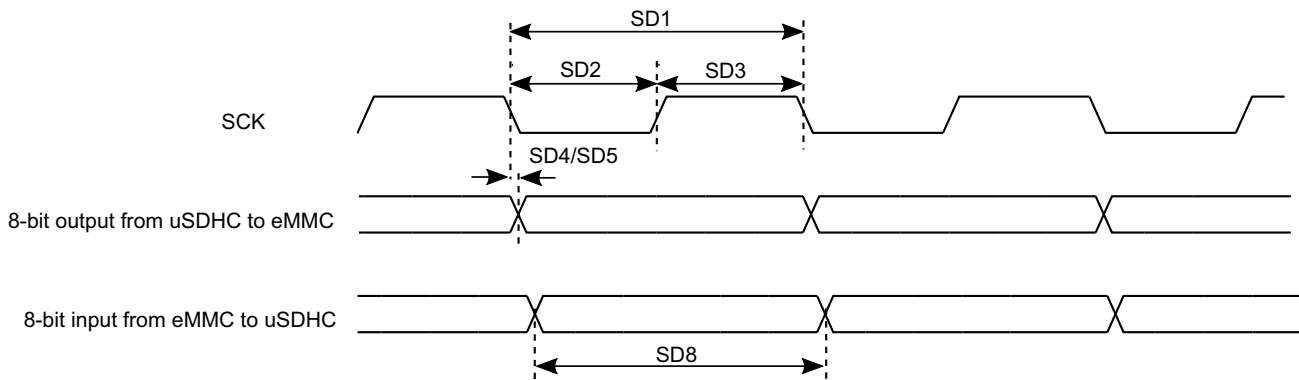 SD1
SD2 SD3
SCK
SD4/SD5
8-bit output from uSDHC to eMMC
8-bit input from eMMC to uSDHC
SD8